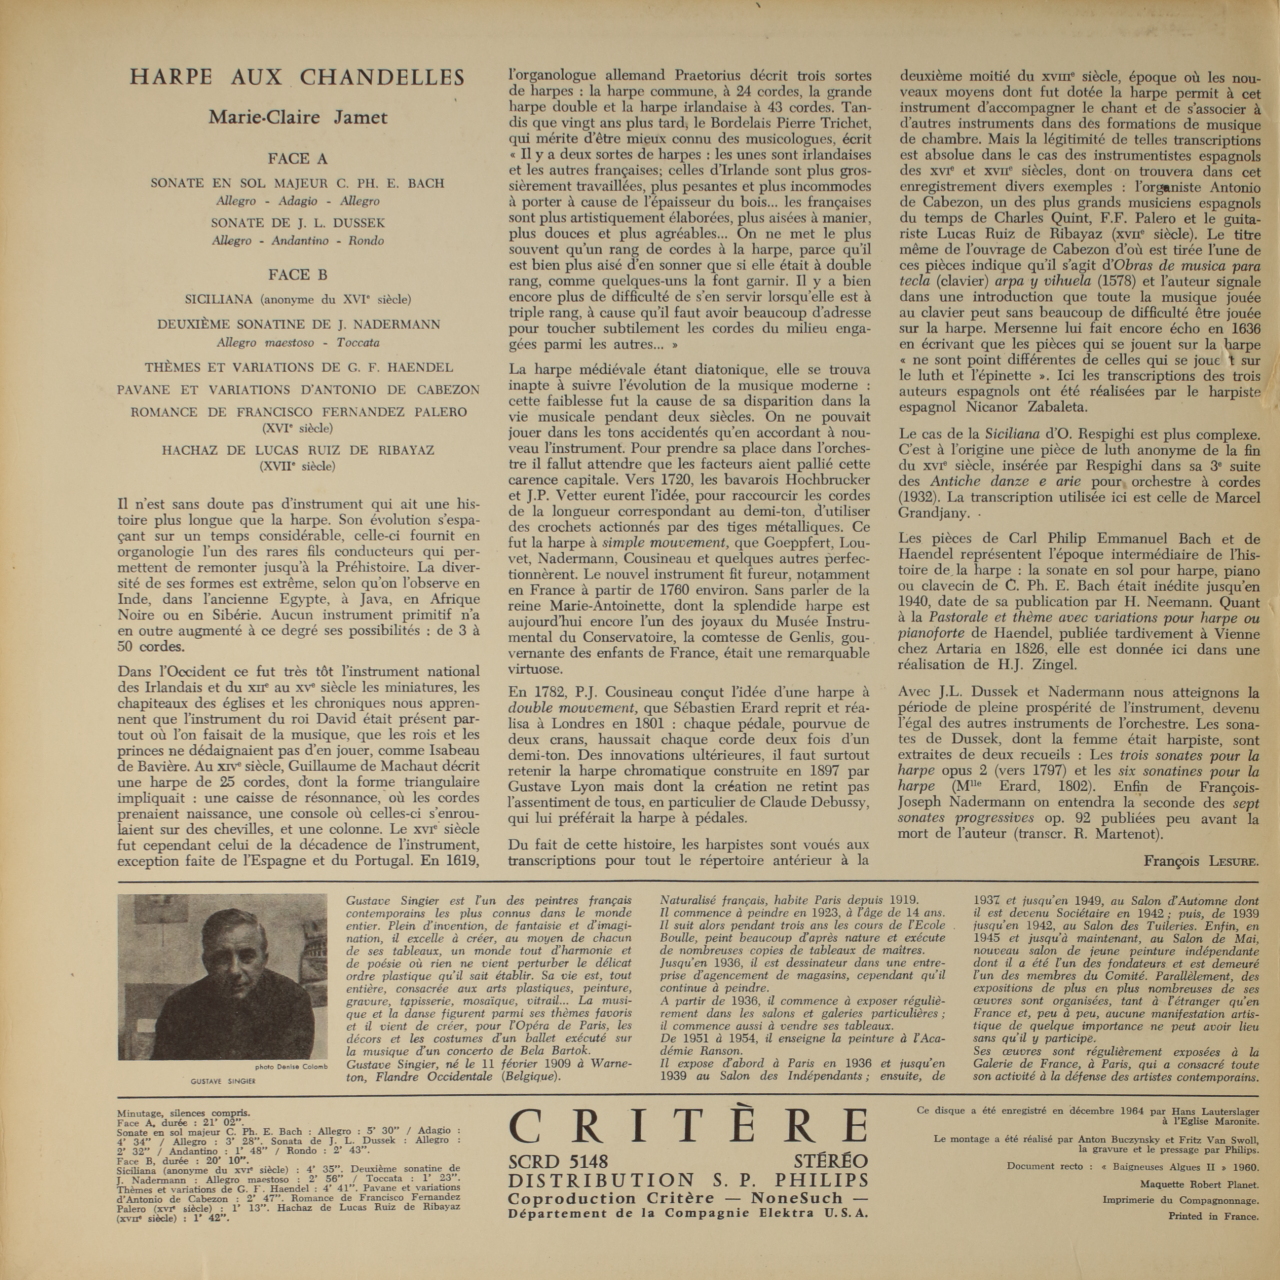 HARPE AUX CHANDELLES
Marie-Claire Jamet
FACE A
SONATE EN SOL MAJEUR C. PH. E. BACH
Allegro - Adagio - Allegro
SONATE DE J. L. DUSSEK
Allegro - Andantino - Rondo
FACE B
SICILIANA (anonyme du XVIe siècle)
DEUXIÈME SONATINE DE J. NADERMANN
Allegro maestoso - Toccata
THÈMES ET VARIATIONS DE G. F. HAENDEL
PAVANE ET VARIATIONS D'ANTONIO DE CABEZON
ROMANCE DE FRANCISCO FERNANDEZ PALERO
(XVIe siècle)
HACHAZ DE LUCAS RUIZ DE RIBAYAZ
(XVIIe siècle)
Il n'est sans doute pas d'instrument qui ait une his-
toire plus longue que la harpe. Son évolution s'espa-
çant sur un temps considérable, celle-ci fournit en
organologie l'un des rares fils conducteurs qui per-
mettent de remonter jusqu'à la Préhistoire. La diver-
sité de ses formes est extrême, selon qu'on l'observe en
Inde, dans l'ancienne Egypte, à Java, en Afrique
Noire ou en Sibérie. Aucun instrument primitif n'a
en outre augmenté à ce degré ses possibilités : de 3 à
50 cordes.
Dans l'Occident ce fut très tôt l'instrument national
des Irlandais et du XIIe au XVe siècle les miniatures, les
chapiteaux des églises et les chroniques nous appren-
nent que l'instrument du roi David était présent par-
tout où l'on faisait de la musique, que les rois et les
princes ne dédaignaient pas d'en jouer, comme Isabeau
de Bavière. Au XIVe siècle, Guillaume de Machaut décrit
une harpe de 25 cordes, dont la forme triangulaire
impliquait : une caisse de résonnance, où les cordes
prenaient naissance, une console où celles-ci s'enrou-
laient sur des chevilles, et une colonne. Le XVIe siècle
fut cependant celui de la décadence de l'instrument,
exception faite de l'Espagne et du Portugal. En 1619,
l'organologue allemand Praetorius décrit trois sortes
de harpes : la harpe commune, à 24 cordes, la grande
harpe double et la harpe irlandaise à 43 cordes. Tan-
dis que vingt ans plus tard, le Bordelais Pierre Trichet,
qui mérite d'être mieux connu des musicologues, écrit
« Il y a deux sortes de harpes : les unes sont irlandaises
et les autres françaises; celles d'Irlande sont plus gros-
sièrement travaillées, plus pesantes et plus incommodes
à porter à cause de l'épaisseur du bois... les françaises
sont plus artistiquement élaborées, plus aisées à manier,
plus douces et plus agréables... On ne met le plus
souvent qu'un rang de cordes à la harpe, parce qu'il
est bien plus aisé d'en sonner que si elle était à double
rang, comme quelques-uns la font garnir. Il y a bien
encore plus de difficulté de s'en servir lorsqu'elle est à
triple rang, à cause qu'il faut avoir beaucoup d'adresse
pour toucher subtilement les cordes du milieu enga-
gées parmi les autres... »
La harpe médiévale étant diatonique, elle se trouva
inapte à suivre l'évolution de la musique moderne :
cette faiblesse fut la cause de sa disparition dans la
vie musicale pendant deux siècles. On ne pouvait
jouer dans les tons accidentés qu'en accordant à nou-
veau l'instrument. Pour prendre sa place dans l'orches-
tre il fallut attendre que les facteurs aient pallié cette
carence capitale. Vers 1720, les bavarois Hochbrucker
et J.P. Vetter eurent l'idée, pour raccourcir les cordes
de la longueur correspondant au demi-ton, d'utiliser
des crochets actionnés par des tiges métalliques. Ce
fut la harpe à simple mouvement, que Goeppfert, Lou-
vet, Nadermann, Cousineau et quelques autres perfec-
tionnèrent. Le nouvel instrument fit fureur, notamment
en France à partir de 1760 environ. Sans parler de la
reine Marie-Antoinette, dont la splendide harpe est
aujourd'hui encore l'un des joyaux du Musée Instru-
mental du Conservatoire, la comtesse de Genlis, gou-
vernante des enfants de France, était une remarquable
virtuose.
En 1782, P.J. Cousineau conçut l'idée d'une harpe à
double mouvement, que Sébastien Erard reprit et réa-
lisa à Londres en 1801 : chaque pédale, pourvue de
deux crans, haussait chaque corde deux fois d'un
demi-ton. Des innovations ultérieures, il faut surtout
retenir la harpe chromatique construite en 1897 par
Gustave Lyon mais dont la création ne retint pas
l'assentiment de tous, en particulier de Claude Debussy,
qui lui préférait la harpe à pédales.
Du fait de cette histoire, les harpistes sont voués aux
transcriptions pour tout le répertoire antérieur à la
deuxième moitié du XVIIIe siècle, époque où les nou-
veaux moyens dont fut dotée la harpe permit à cet
instrument d'accompagner le chant et de s'associer à
d'autres instruments dans des formations de musique
de chambre. Mais la légitimité de telles transcriptions
est absolue dans le cas des instrumentistes espagnols
des XVIe et XVIIe siècles, dont on trouvera dans cet
enregistrement divers exemples : l'organiste Antonio
de Cabezon, un des plus grands musiciens espagnols
du temps de Charles Quint, F.F. Palero et le guita-
riste Lucas Ruiz de Ribayaz (XVIIe siècle). Le titre
même de l'ouvrage de Cabezon d'où est tirée l'une de
ces pièces indique qu'il s'agit d'Obras de musica para
tecla (clavier) arpa y vihuela (1578) et l'auteur signale
dans une introduction que toute la musique jouée
au clavier peut sans beaucoup de difficulté être jouée
sur la harpe. Mersenne lui fait encore écho en 1636
en écrivant que les pièces qui se jouent sur la harpe
« ne sont point différentes de celles qui se jouent sur
le luth et l'épinette ». Ici les transcriptions des trois
auteurs espagnols ont été réalisées par le harpiste
espagnol Nicanor Zabaleta.
Le cas de la Siciliana d'O. Respighi est plus complexe.
C'est à l'origine une pièce de luth anonyme de la fin
du XVIe siècle, insérée par Respighi dans sa 3e suite
des Antiche danze e arie pour orchestre à cordes
(1932). La transcription utilisée ici est celle de Marcel
Grandjany.
Les pièces de Carl Philip Emmanuel Bach et de
Haendel représentent l'époque intermédiaire de l'his-
toire de la harpe : la sonate en sol pour harpe, piano
ou clavecin de C. Ph. E. Bach était inédite jusqu'en
1940, date de sa publication par H. Neemann. Quant
à la Pastorale et thème avec variations pour harpe ou
pianoforte de Haendel, publiée tardivement à Vienne
chez Artaria en 1826, elle est donnée ici dans une
réalisation de H.J. Zingel.
Avec J.L. Dussek et Nadermann nous atteignons la
période de pleine prospérité de l'instrument, devenu
l'égal des autres instruments de l'orchestre. Les sona-
tes de Dussek, dont la femme était harpiste, sont
extraites de deux recueils : Les trois sonates pour la
harpe opus 2 (vers 1797) et les six sonatines pour la
harpe (Mlle Erard, 1802). Enfin de François-
Joseph Nadermann on entendra la seconde des sept
sonates progressives op. 92 publiées peu avant la
mort de l'auteur (transcr. R. Martenot).
François LESURE.
photo Denise Colomb
GUSTAVE SINGIER
Gustave Singier est l'un des peintres français
contemporains les plus connus dans le monde
entier. Plein d'invention, de fantaisie et d'imagi-
nation, il excelle à créer, au moyen de chacun
de ses tableaux, un monde tout d'harmonie et
de poésie où rien ne vient perturber le délicat
ordre plastique qu'il sait établir. Sa vie est, tout
entière, consacrée aux arts plastiques, peinture,
gravure, tapisserie, mosaïque, vitrail... La musi-
que et la danse figurent parmi ses thèmes favoris
et il vient de créer, pour l'Opéra de Paris, les
décors et les costumes d'un ballet exécuté sur
la musique d'un concerto de Bela Bartok.
Gustave Singier, né le 11 février 1909 à Warne-
ton, Flandre Occidentale (Belgique).
Naturalisé français, habite Paris depuis 1919.
Il commence à peindre en 1923, à l'âge de 14 ans.
Il suit alors pendant trois ans les cours de l'Ecole
Boulle, peint beaucoup d'après nature et exécute
de nombreuses copies de tableaux de maîtres.
Jusqu'en 1936, il est dessinateur dans une entre-
prise d'agencement de magasins, cependant qu'il
continue à peindre.
A partir de 1936, il commence à exposer réguliè-
rement dans les salons et galeries particulières ;
il commence aussi à vendre ses tableaux.
De 1951 à 1954, il enseigne la peinture à l'Aca-
démie Ranson.
Il expose d'abord à Paris en 1936 et jusqu'en
1939 au Salon des Indépendants ; ensuite, de
1937 et jusqu'en 1949, au Salon d'Automne dont
il est devenu Sociétaire en 1942 ; puis, de 1939
jusqu'en 1942, au Salon des Tuileries. Enfin, en
1945 et jusqu'à maintenant, au Salon de Mai,
nouveau salon de jeune peinture indépendante
dont il a été l'un des fondateurs et est demeuré
l'un des membres du Comité. Parallèlement, des
expositions de plus en plus nombreuses de ses
œuvres sont organisées, tant à l'étranger qu'en
France et, peu à peu, aucune manifestation artis-
tique de quelque importance ne peut avoir lieu
sans qu'il y participe.
Ses œuvres sont régulièrement exposées à la
Galerie de France, à Paris, qui a consacré toute
son activité à la défense des artistes contemporains.
Minutage, silences compris.
Face A, durée : 21' 02".
Sonate en sol majeur C. Ph. E. Bach : Allegro : 5' 30" / Adagio :
4' 34" / Allegro : 3' 28". Sonata de J. L. Dussek : Allegro :
2' 32" / Andantino : 1' 48" / Rondo : 2' 43".
Face B, durée : 20' 10".
Siciliana (anonyme du XVIe siècle) : 4' 35". Deuxième sonatine de
J. Nadermann : Allegro maestoso : 2' 56" / Toccata : 1' 23".
Thèmes et variations de G. F. Haendel : 4' 41". Pavane et variations
d'Antonio de Cabezon : 2' 47". Romance de Francisco Fernandez
Palero (XVIe siècle) : 1' 13". Hachaz de Lucas Ruiz de Ribayaz
(XVIIe siècle) : 1' 42".
CRITÈRE
SCRD 5148 STÉRÉO
DISTRIBUTION S. P. PHILIPS
Coproduction Critère — NoneSuch —
Département de la Compagnie Elektra U.S.A.
Ce disque a été enregistré en décembre 1964 par Hans Lauterslager
à l'Eglise Maronite.
Le montage a été réalisé par Anton Buczynsky et Fritz Van Swoll,
la gravure et le pressage par Philips.
Document recto : « Baigneuses Algues II » 1960.
Maquette Robert Planet.
Imprimerie du Compagnonnage.
Printed in France.